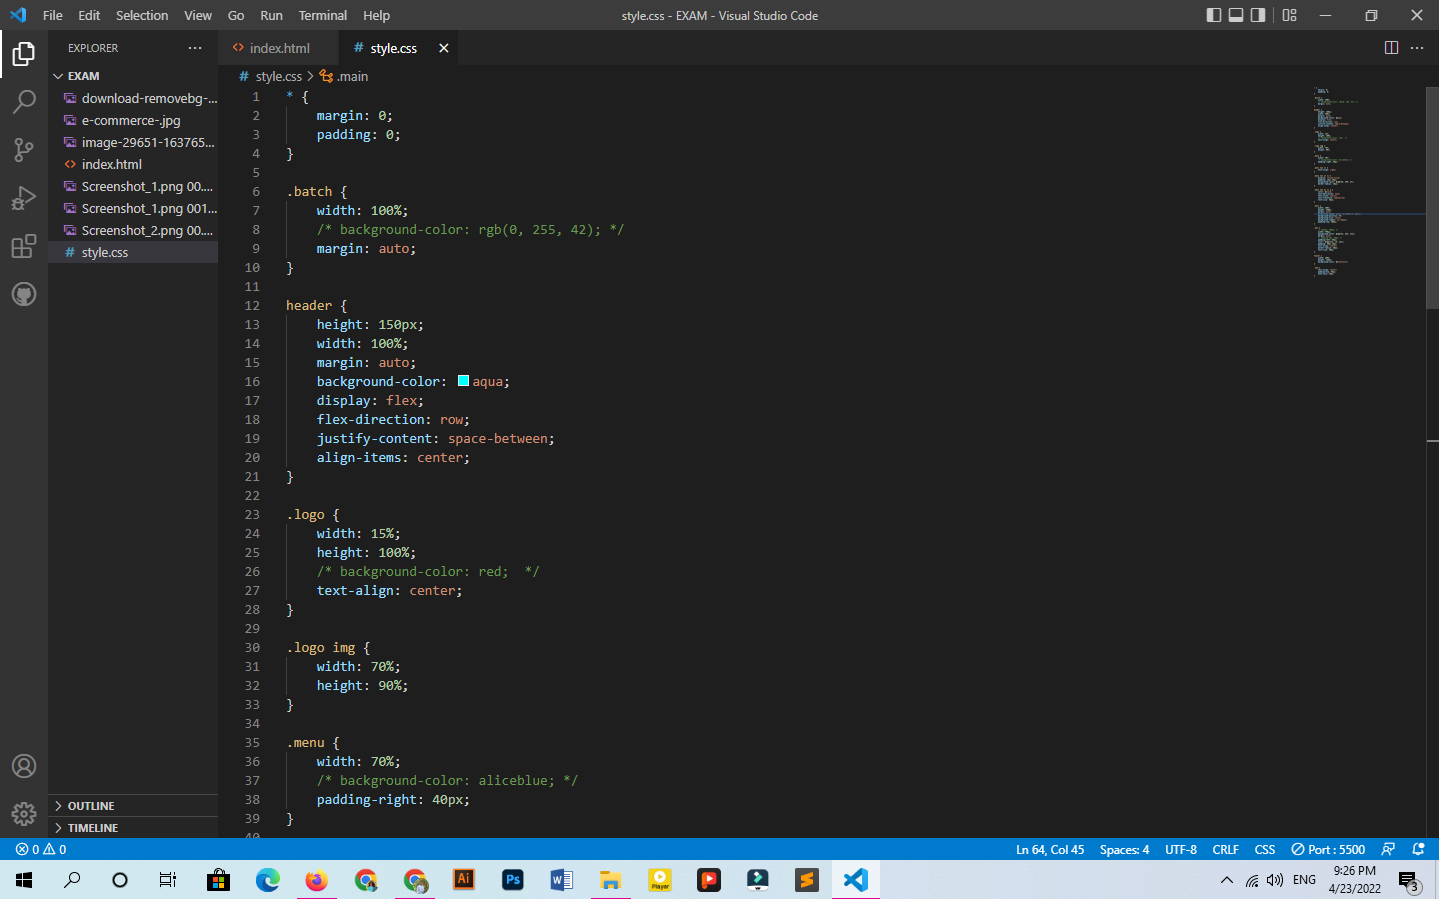 File Edit Selection View Go Run Terminal Help
style.css - EXAM - Visual Studio Code
EXPLORER
EXAM
download-removebg-...
e-commerce-.jpg
image-29651-163765...
index.html
Screenshot_1.png 00....
Screenshot_1.png 001...
Screenshot_2.png 00....
# style.css
OUTLINE
TIMELINE
index.html
# style.css
# style.css > .main
1 * {
2 margin: 0;
3 padding: 0;
4 }
5
6 .batch {
7 width: 100%;
8 /* background-color: rgb(0, 255, 42); */
9 margin: auto;
10 }
11
12 header {
13 height: 150px;
14 width: 100%;
15 margin: auto;
16 background-color: aqua;
17 display: flex;
18 flex-direction: row;
19 justify-content: space-between;
20 align-items: center;
21 }
22
23 .logo {
24 width: 15%;
25 height: 100%;
26 /* background-color: red;  */
27 text-align: center;
28 }
29
30 .logo img {
31 width: 70%;
32 height: 90%;
33 }
34
35 .menu {
36 width: 70%;
37 /* background-color: aliceblue; */
38 padding-right: 40px;
39 }
40
0 0
Ln 64, Col 45 Spaces: 4 UTF-8 CRLF CSS Port : 5500
Ai Ps W Player
ENG
9:26 PM
4/23/2022
3